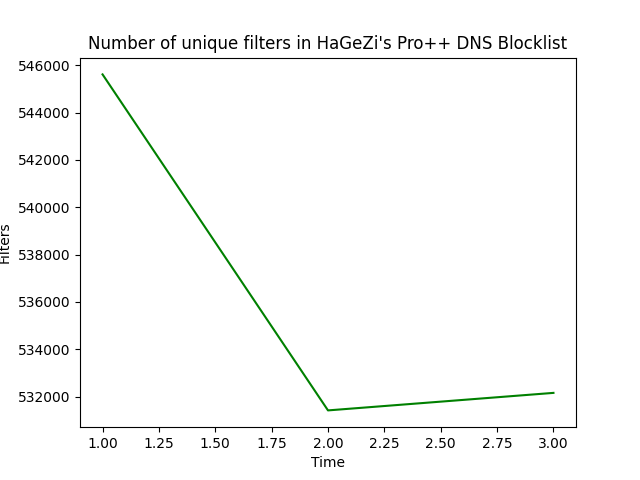 Number of unique filters in HaGeZi's Pro++ DNS Blocklist
546000
544000
542000
540000
538000
536000
534000
532000
Filters
1.00 1.25 1.50 1.75 2.00 2.25 2.50 2.75 3.00
Time